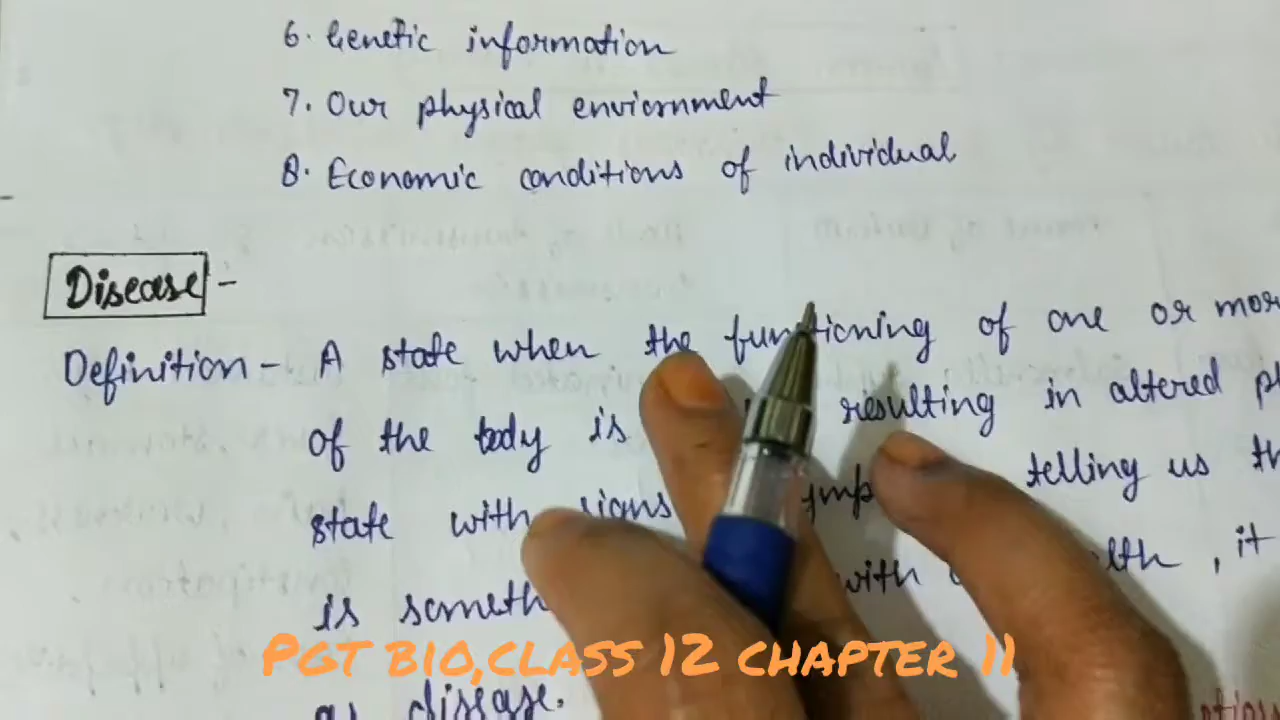 6. Genetic information
7. Our physical enviornment
8. Economic conditions of individual
Disease -
Definition - A state when the functioning of one or mor
of the body is resulting in altered p
state with signs telling us th
is someth with , it
as disease.
PGT BIO,CLASS 12 CHAPTER 11